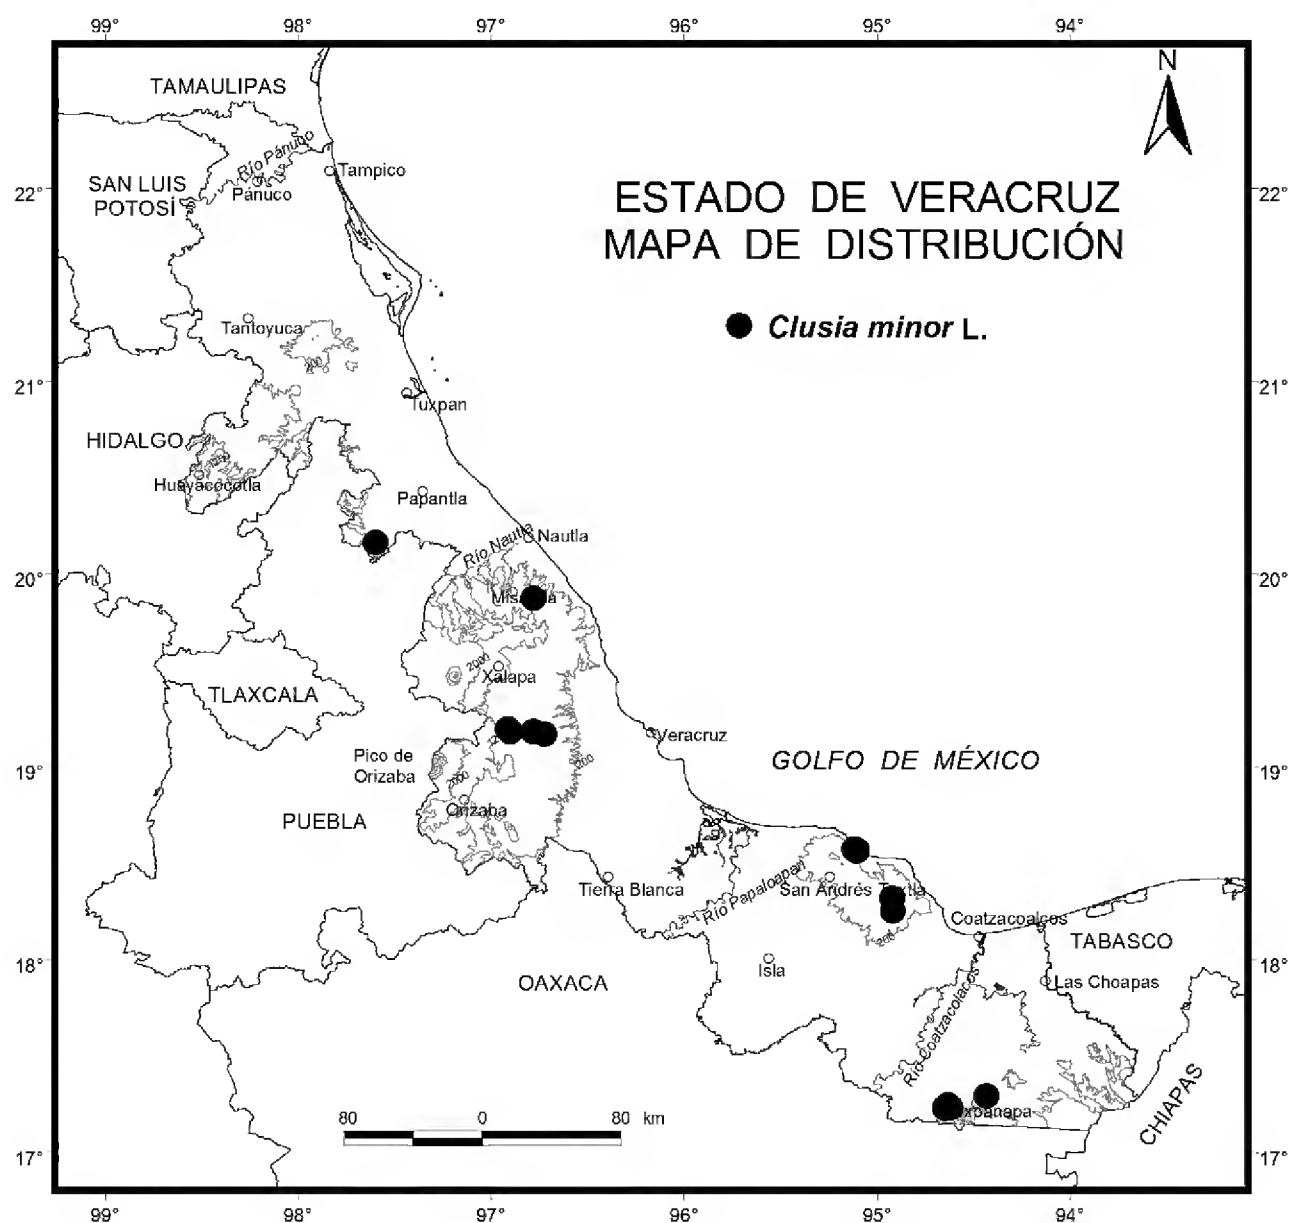 99° 98° 97° 96° 95° 94°
N
TAMAULIPAS
Río Pánuco
Tampico
SAN LUIS
POTOSÍ
Pánuco
22° 22°
ESTADO DE VERACRUZ
MAPA DE DISTRIBUCIÓN
Clusia minor L.
Tantoyuca
21° 21°
Tuxpan
HIDALGO
Huayacocotla
Papantla
Río Nautla
Nautla
20° 20°
2000
Xalapa
TLAXCALA
Veracruz
Pico de
Orizaba
GOLFO DE MÉXICO
200
19° 19°
2000
Orizaba
PUEBLA
Tierra Blanca
Río Papaloapan
San Andrés
Coatzacoalcos
200
TABASCO
18° 18°
Isla
OAXACA
Las Choapas
Río Coatzacoalcos
CHIAPAS
80 0 80 km
17° 17°
99° 98° 97° 96° 95° 94°